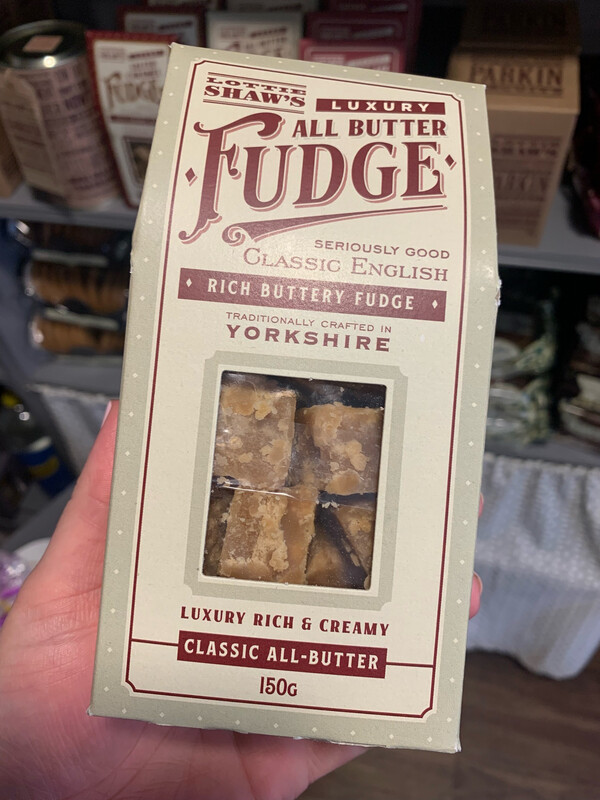 LOTTIE
SHAW'S
LUXURY
ALL BUTTER
FUDGE
SERIOUSLY GOOD
CLASSIC ENGLISH
RICH BUTTERY FUDGE
TRADITIONALLY CRAFTED IN
YORKSHIRE
LUXURY RICH & CREAMY
CLASSIC ALL-BUTTER
150G
FUDGE
PARKIN